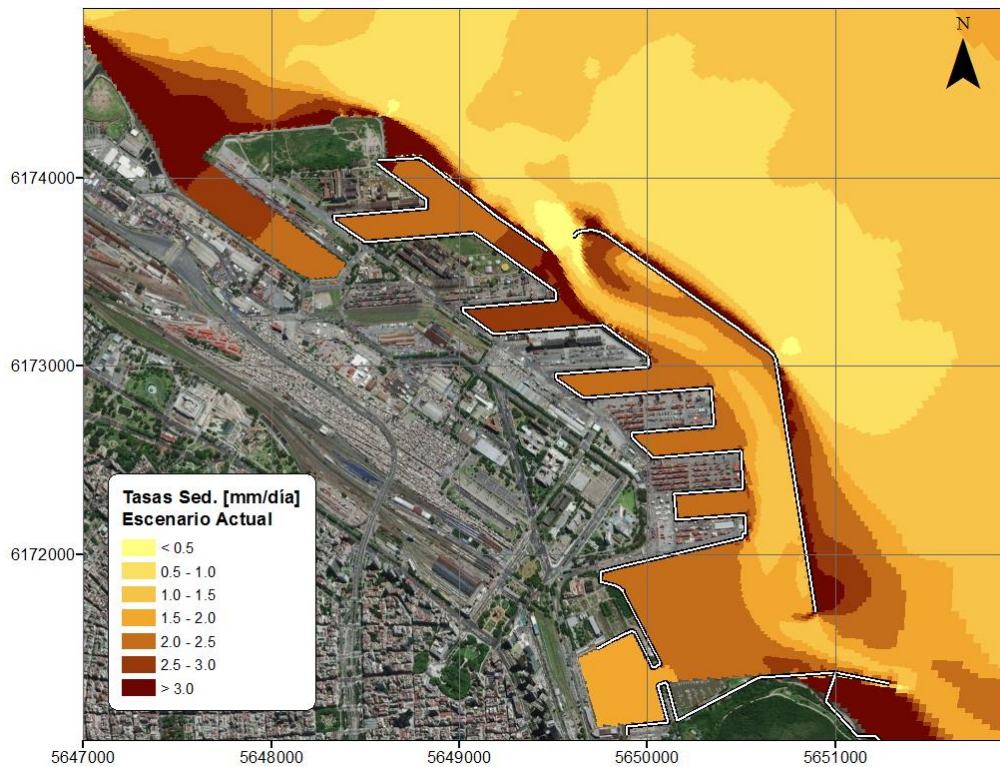 N
6174000
6173000
6172000
Tasas Sed. [mm/día]
Escenario Actual
< 0.5
0.5 - 1.0
1.0 - 1.5
1.5 - 2.0
2.0 - 2.5
2.5 - 3.0
> 3.0
5647000 5648000 5649000 5650000 5651000